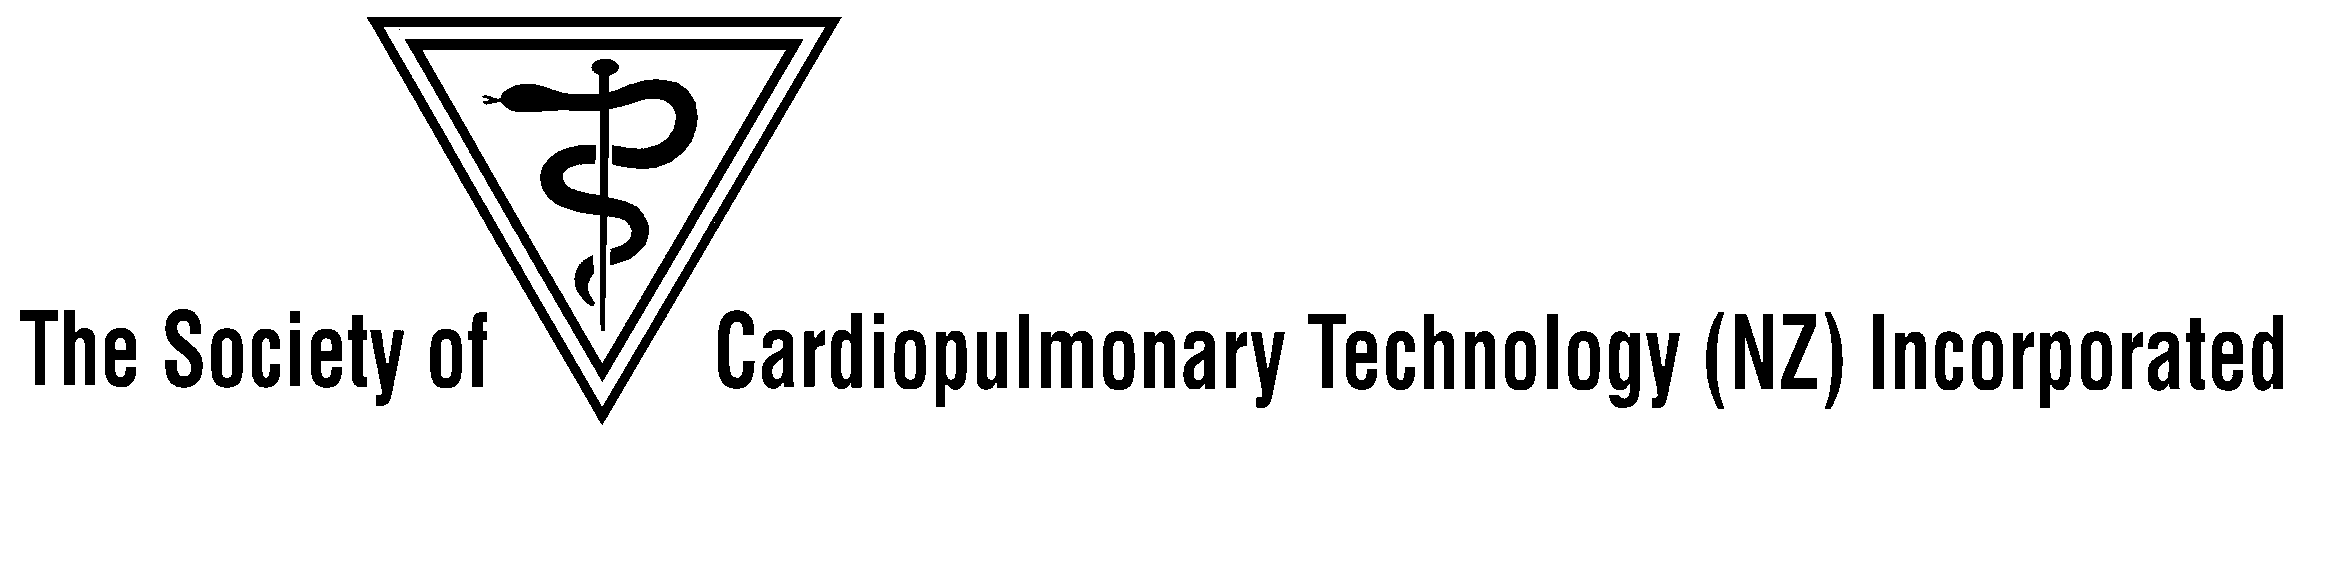 The Society of Cardiopulmonary Technology (NZ) Incorporated